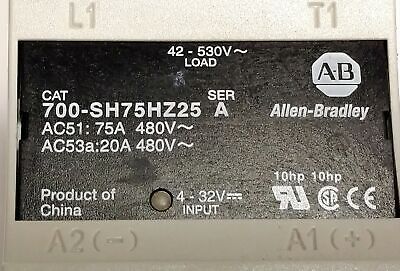 L1 T1
42 - 530V~
LOAD
A-B
CAT SER
700-SH75HZ25 A
Allen-Bradley
AC51: 75A 480V~
AC53a:20A 480V~
10hp 10hp
Product of
China
4 - 32V⎓
INPUT
A2(-) A1(+)